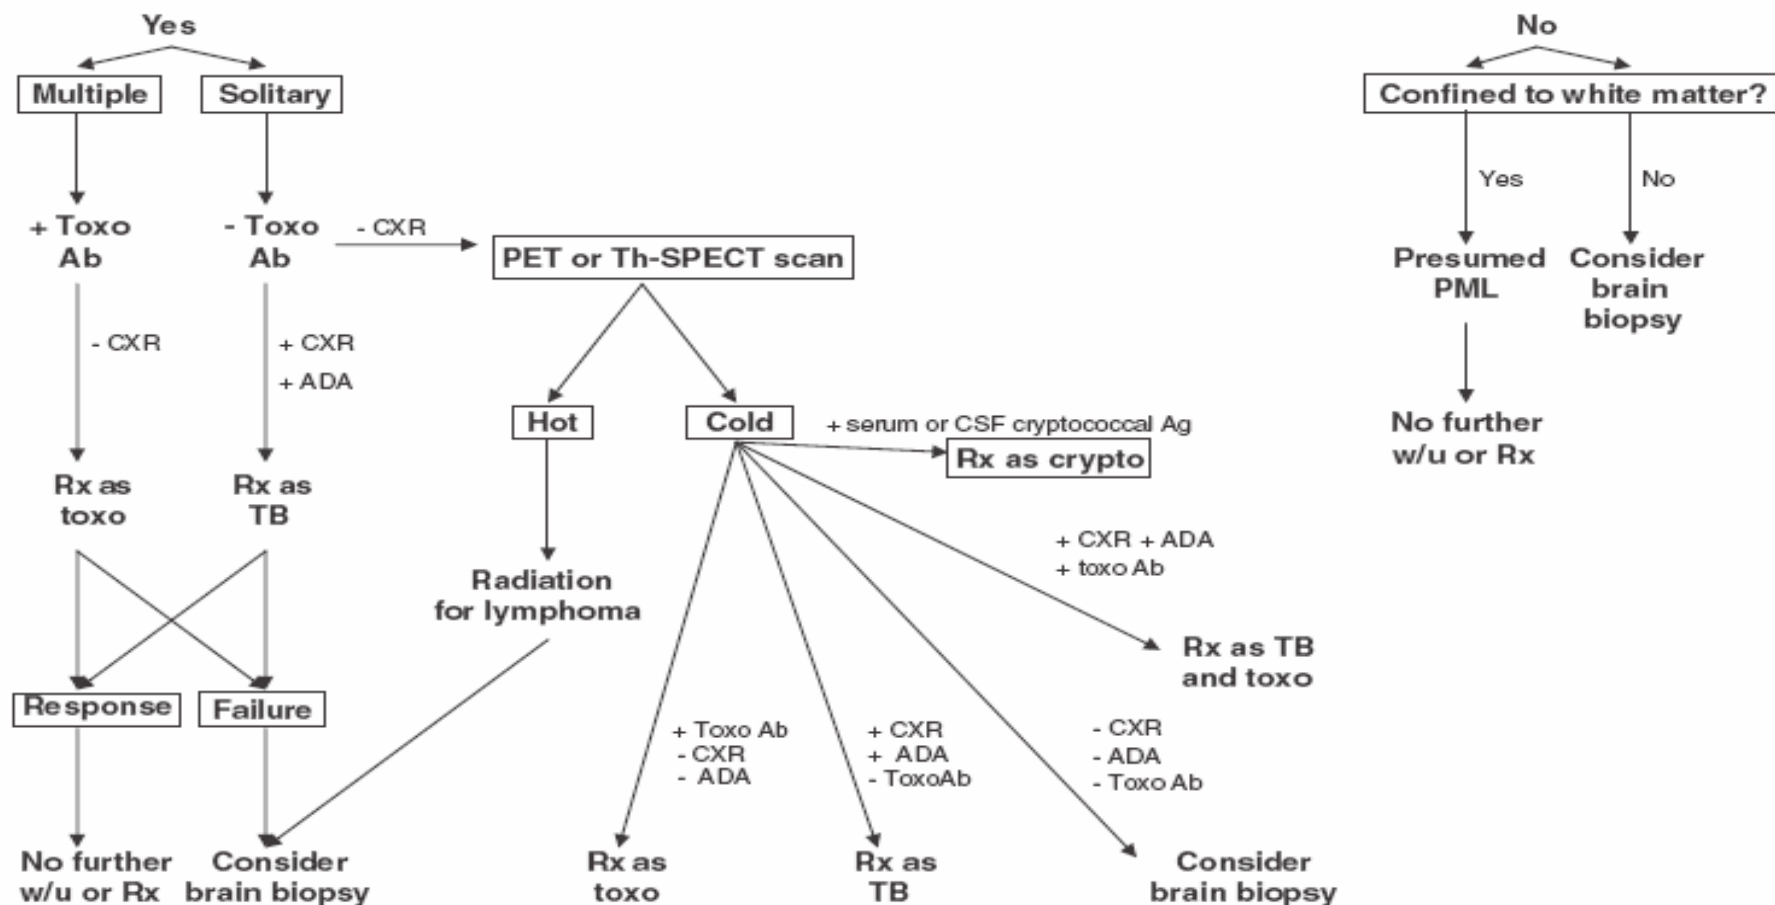 Yes
No
Multiple
Solitary
Confined to white matter?
+ Toxo
Ab
- Toxo
Ab
- CXR
PET or Th-SPECT scan
Yes
No
Presumed
PML
Consider
brain
biopsy
- CXR
+ CXR
+ ADA
Hot
Cold
+ serum or CSF cryptococcal Ag
Rx as crypto
No further
w/u or Rx
Rx as
toxo
Rx as
TB
+ CXR + ADA
+ toxo Ab
Radiation
for lymphoma
Rx as TB
and toxo
Response
Failure
+ Toxo Ab
- CXR
- ADA
+ CXR
+ ADA
- ToxoAb
- CXR
- ADA
- Toxo Ab
No further
w/u or Rx
Consider
brain biopsy
Rx as
toxo
Rx as
TB
Consider
brain biopsy